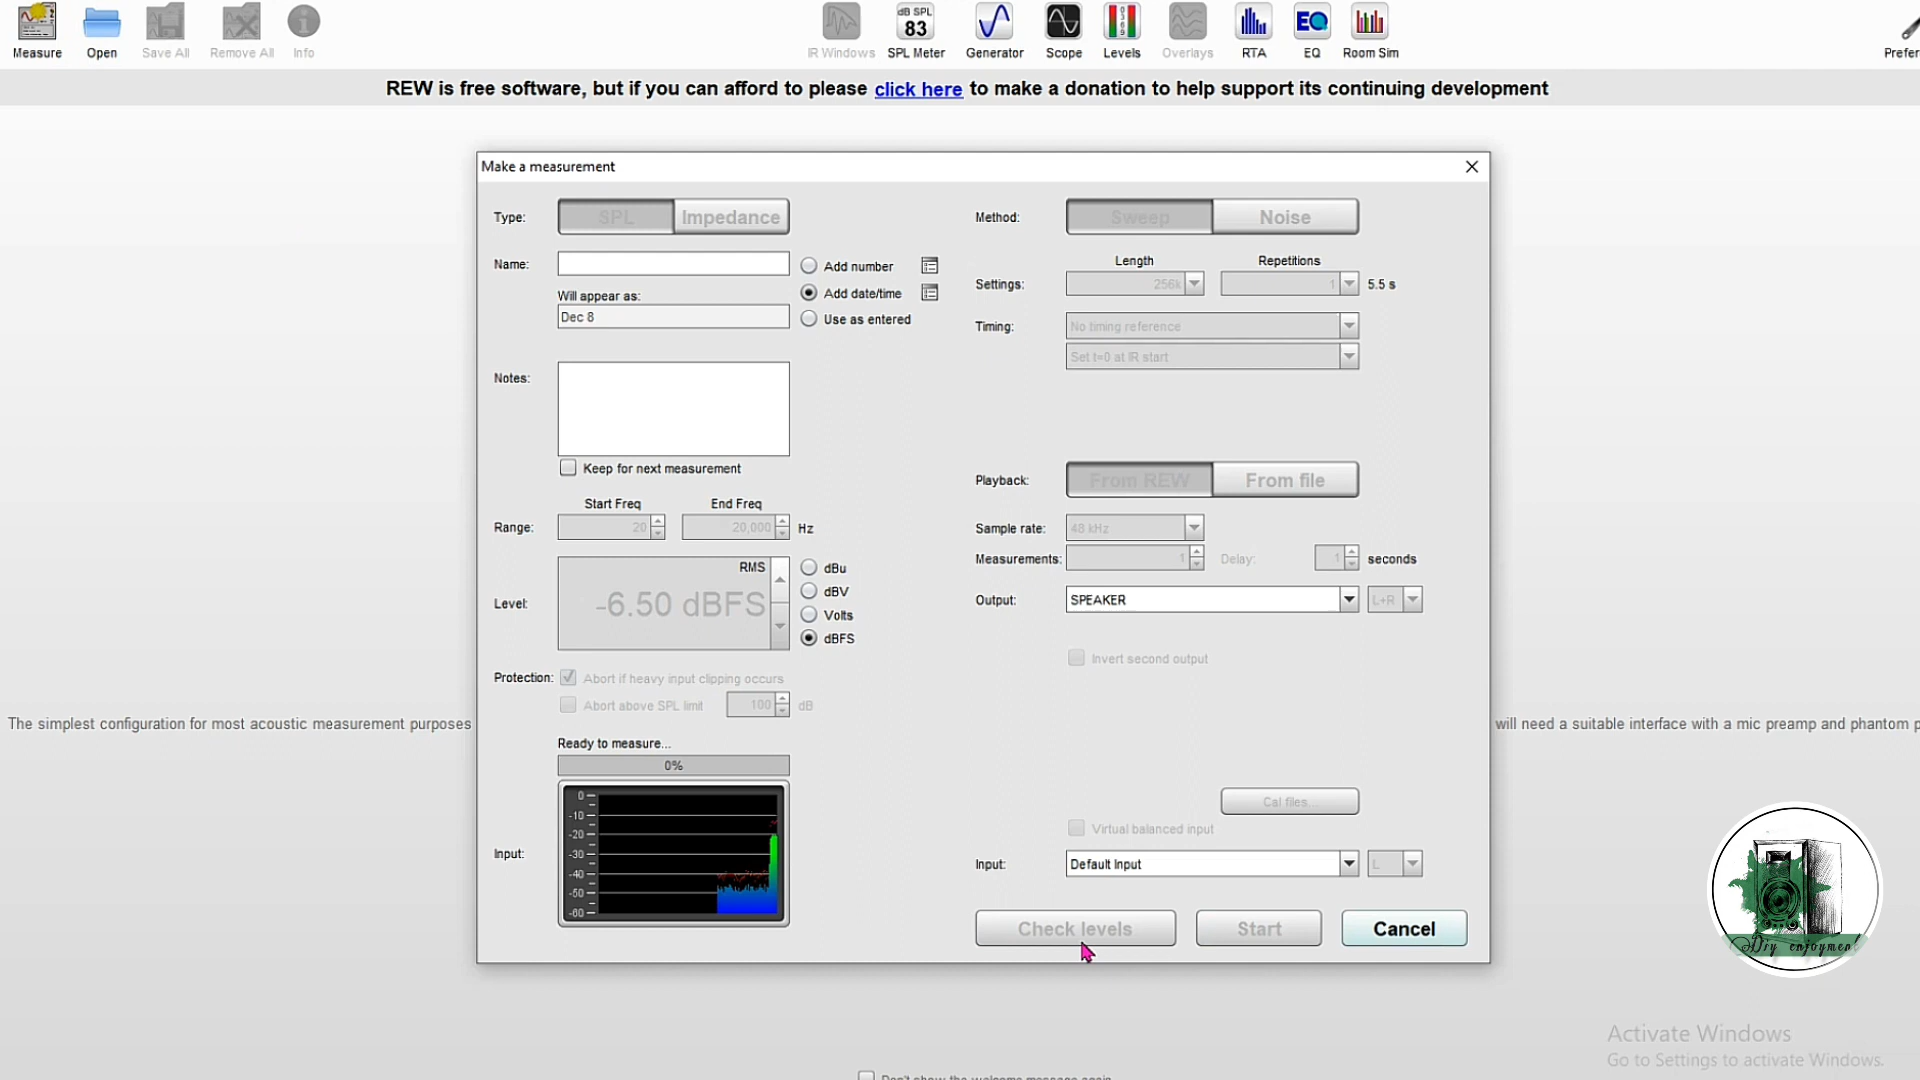 Measure
Open
Save All
Remove All
Info
IR Windows
dB SPL
83
SPL Meter
Generator
Scope
Levels
Overlays
RTA
EQ
EQ
Room Sim
Prefer
REW is free software, but if you can afford to please click here to make a donation to help support its continuing development
Make a measurement
Type:
SPL
Impedance
Method:
Sweep
Noise
Name:
Add number
Will appear as:
Add date/time
Dec 8
Use as entered
Length
Repetitions
Settings:
256k
1
5.5 s
Timing:
No timing reference
Set t=0 at IR start
Notes:
Keep for next measurement
Playback:
From REW
From file
Start Freq
End Freq
Range:
20
20,000
Hz
Sample rate:
48 kHz
Measurements:
1
Delay:
1
seconds
RMS
Level:
-6.50 dBFS
dBu
dBV
Volts
dBFS
Output:
SPEAKER
L+R
Invert second output
Protection:
Abort if heavy input clipping occurs
Abort above SPL limit
100
dB
The simplest configuration for most acoustic measurement purposes
will need a suitable interface with a mic preamp and phantom p
Ready to measure...
0%
0
-10
-20
-30
-40
-50
-60
Input:
Cal files...
Virtual balanced input
Input:
Default Input
L
Check levels
Start
Cancel
Diy enjoyment
Activate Windows
Go to Settings to activate Windows.
Don't show the welcome message again